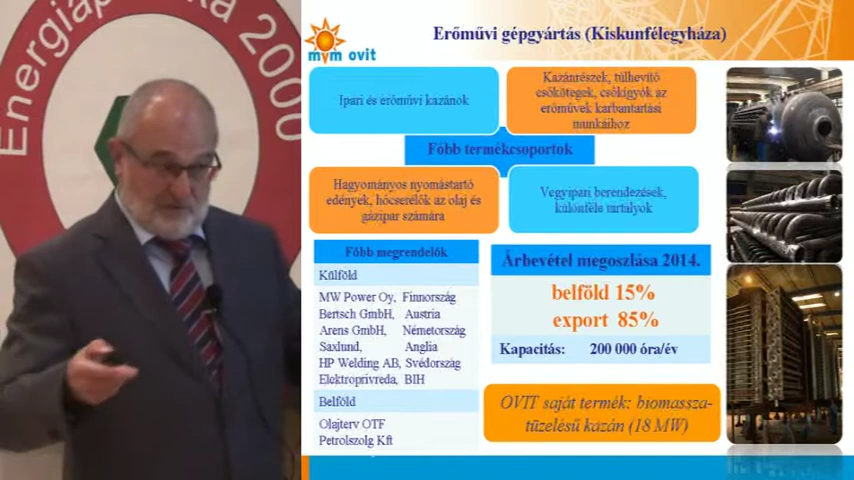 Energiapolitika 2000
mvm ovit
Erőművi gépgyártás (Kiskunfélegyháza)
Ipari és erőművi kazánok
Kazánrészek, túlhevítő
csőkötegek, csőkígyók az
erőművek karbantartási
munkáihoz
Főbb termékcsoportok
Hagyományos nyomástartó
edények, hőcserélők az olaj és
gázipar számára
Vegyipari berendezések,
különféle tartályok
Főbb megrendelők
Külföld
MW Power Oy, Finnország
Bertsch GmbH, Austria
Arens GmbH, Németország
Saxlund, Anglia
HP Welding AB, Svédország
Elektroprivreda, BIH
Belföld
Olajterv OTF
Petrolszolg Kft
Árbevétel megoszlása 2014.
belföld 15%
export 85%
Kapacitás: 200 000 óra/év
OVIT saját termék: biomassza-
tüzelésű kazán (18 MW)